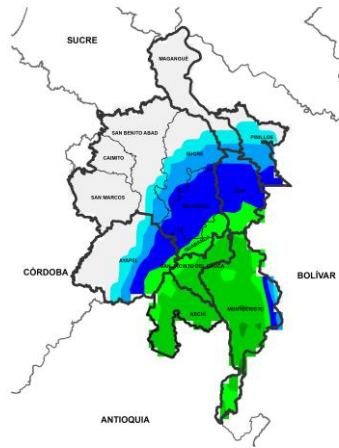 SUCRE
MAGANGUÉ
PINILLOS
SAN BENITO ABAD
SUCRE
CAIMITO
SAN MARCOS
AYAPEL
CÓRDOBA
BOLÍVAR
MONTECRISTO
NECHÍ
ANTIOQUIA